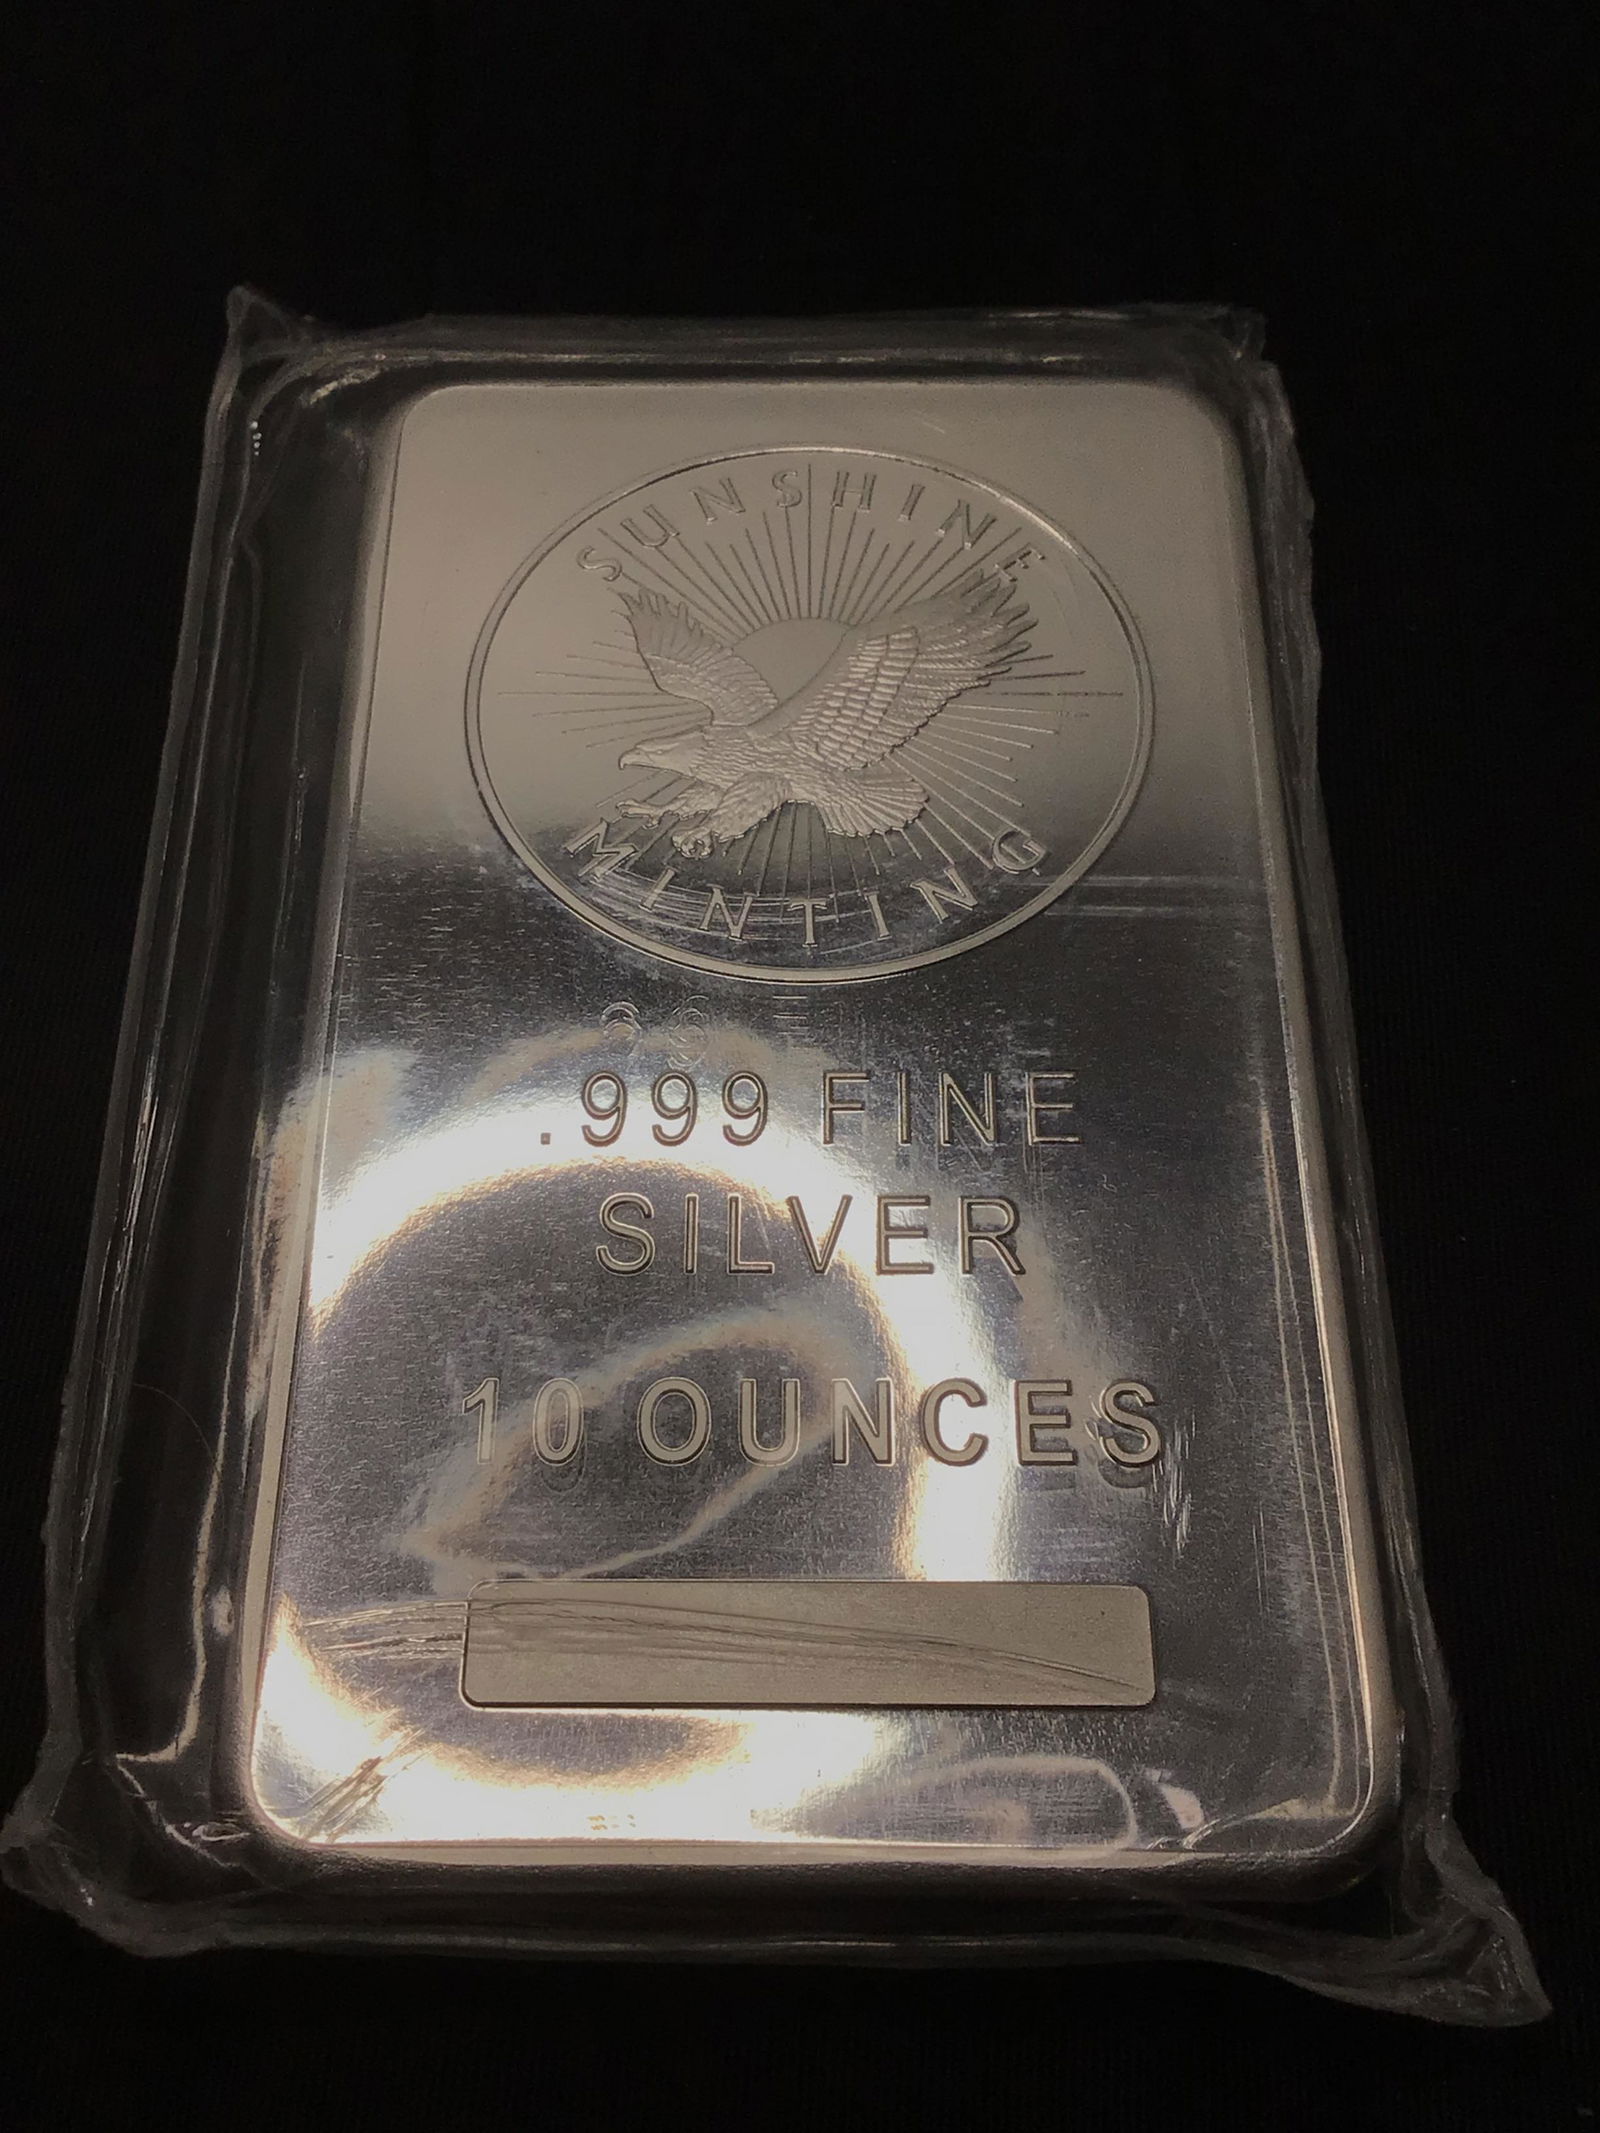 SUNSHINE
MINTING
.999 FINE
SILVER
10 OUNCES